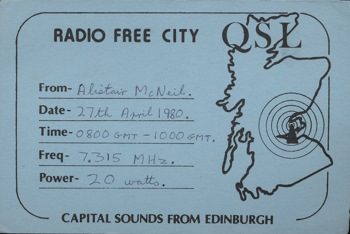 RADIO FREE CITY QSL
From- Alistair McNeil.
Date- 27th April 1980.
Time- 0800 GMT - 1000 GMT.
Freq- 7.315 MHz.
Power- 20 watts.
CAPITAL SOUNDS FROM EDINBURGH